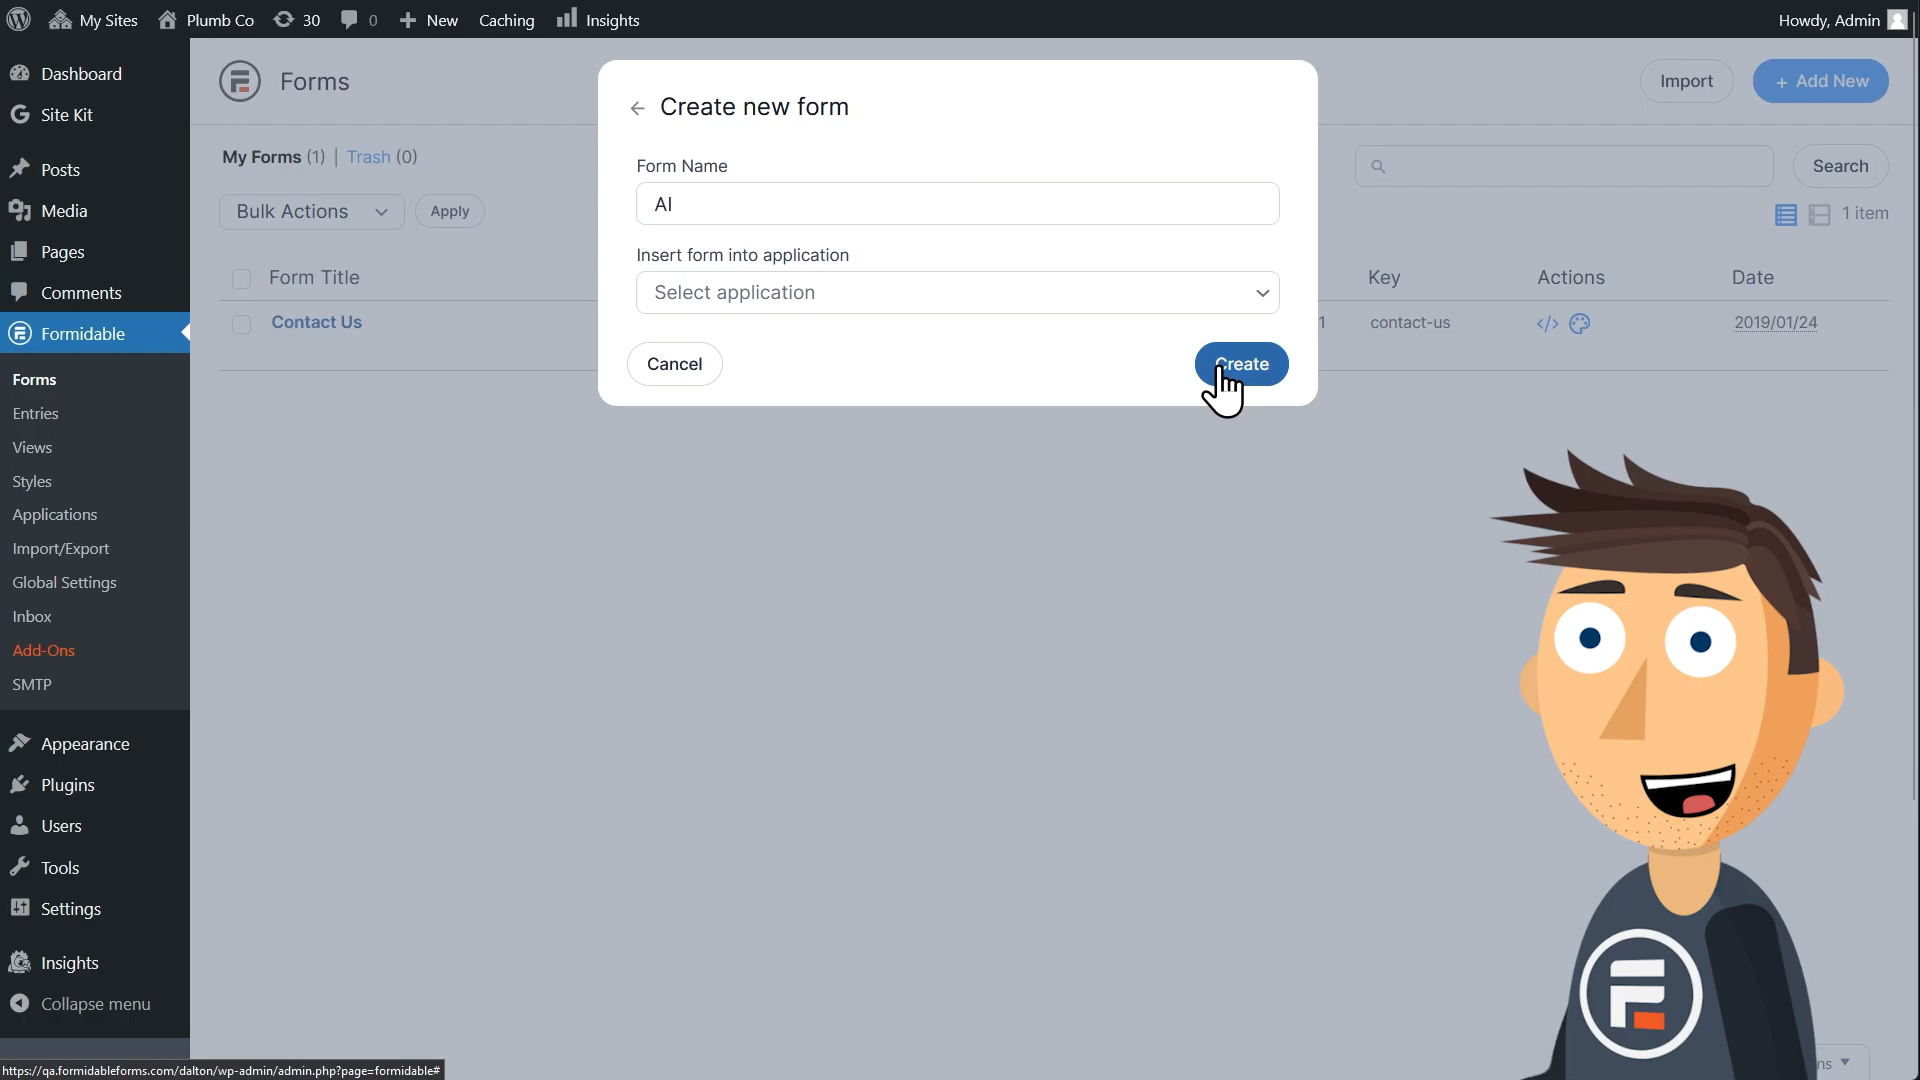 My Sites
Plumb Co
30
0
New
Caching
Insights
Howdy, Admin
Dashboard
Site Kit
Posts
Media
Pages
Comments
Formidable
Forms
Entries
Views
Styles
Applications
Import/Export
Global Settings
Inbox
Add-Ons
SMTP
Appearance
Plugins
Users
Tools
Settings
Insights
Collapse menu
Forms
Import
+ Add New
My Forms (1) | Trash (0)
Search
Bulk Actions
Apply
1 item
Form Title
Key
Actions
Date
Contact Us
1
contact-us
2019/01/24
Create new form
Form Name
AI
Insert form into application
Select application
Cancel
Create
https://qa.formidableforms.com/dalton/wp-admin/admin.php?page=formidable#